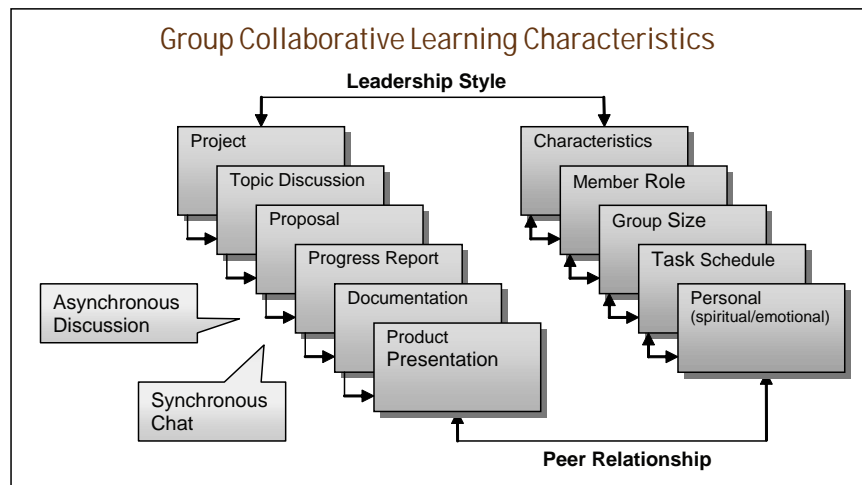 Group Collaborative Learning Characteristics
Leadership Style
Project
Topic Discussion
Proposal
Progress Report
Documentation
Product
Presentation
Characteristics
Member Role
Group Size
Task Schedule
Personal
(spiritual/emotional)
Asynchronous
Discussion
Synchronous
Chat
Peer Relationship